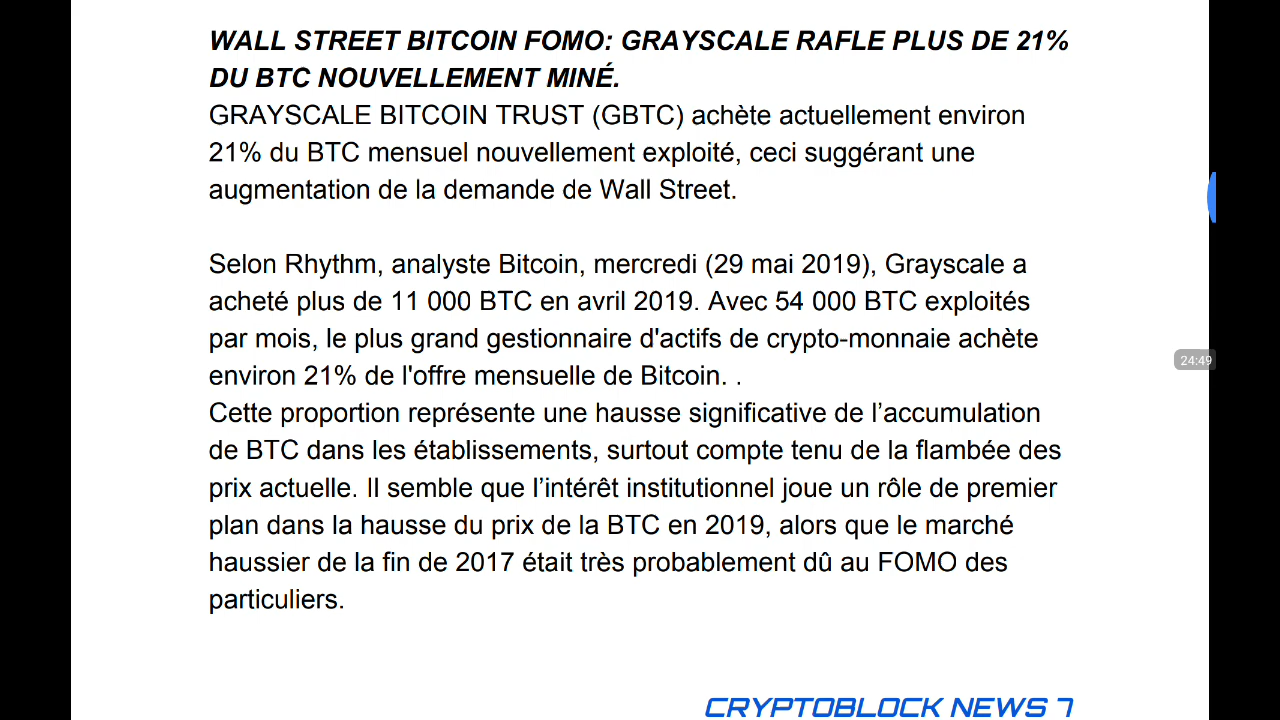 WALL STREET BITCOIN FOMO: GRAYSCALE RAFLE PLUS DE 21%
DU BTC NOUVELLEMENT MINÉ.
GRAYSCALE BITCOIN TRUST (GBTC) achète actuellement environ
21% du BTC mensuel nouvellement exploité, ceci suggérant une
augmentation de la demande de Wall Street.
Selon Rhythm, analyste Bitcoin, mercredi (29 mai 2019), Grayscale a
acheté plus de 11 000 BTC en avril 2019. Avec 54 000 BTC exploités
par mois, le plus grand gestionnaire d'actifs de crypto-monnaie achète
environ 21% de l'offre mensuelle de Bitcoin. .
Cette proportion représente une hausse significative de l’accumulation
de BTC dans les établissements, surtout compte tenu de la flambée des
prix actuelle. Il semble que l’intérêt institutionnel joue un rôle de premier
plan dans la hausse du prix de la BTC en 2019, alors que le marché
haussier de la fin de 2017 était très probablement dû au FOMO des
particuliers.
24:49
CRYPTOBLOCK NEWS 7